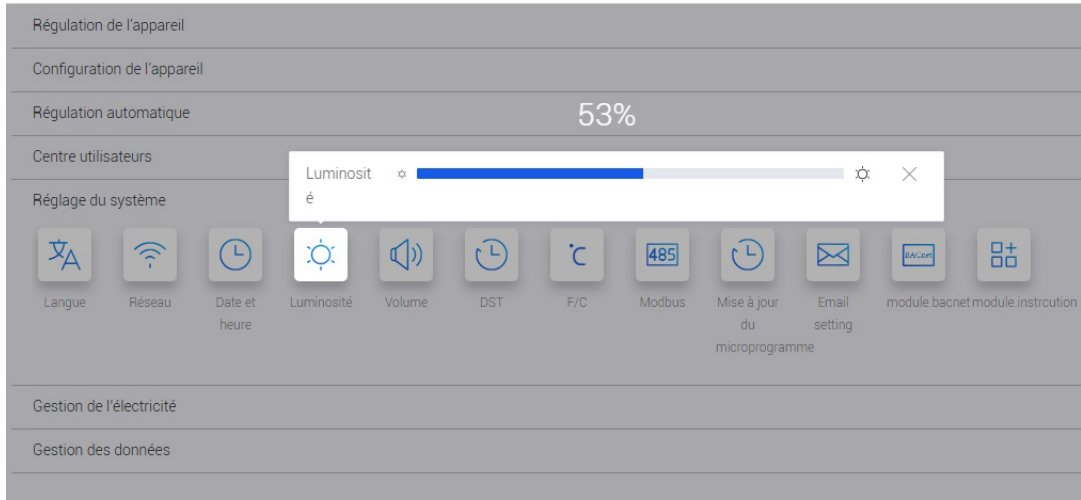 Régulation de l'appareil
Configuration de l'appareil
Régulation automatique
53%
Centre utilisateurs
Luminosit
é
Réglage du système
文A
485
BACnet
Langue
Réseau
Date et
heure
Luminosité
Volume
DST
F/C
Modbus
Mise à jour
du
microprogramme
Email
setting
module.bacnet
module.instrcution
Gestion de l'électricité
Gestion des données